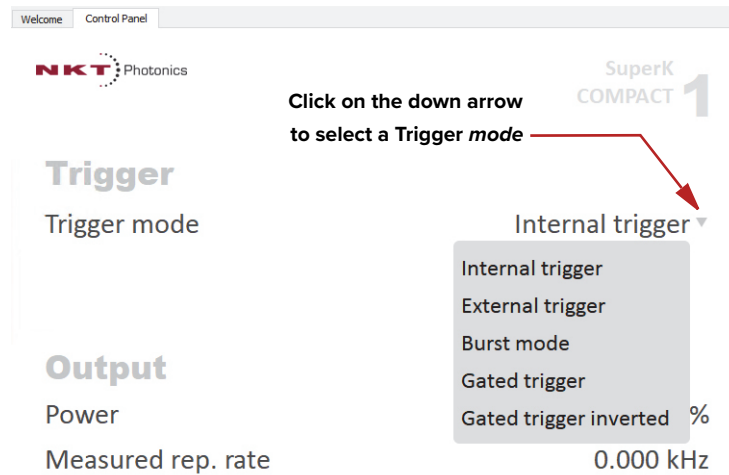 Welcome Control Panel
NKT Photonics
SuperK
COMPACT 1
Click on the down arrow
to select a Trigger mode
Trigger
Trigger mode Internal trigger
Internal trigger
External trigger
Burst mode
Gated trigger
Gated trigger inverted
Output
Power %
Measured rep. rate 0.000 kHz